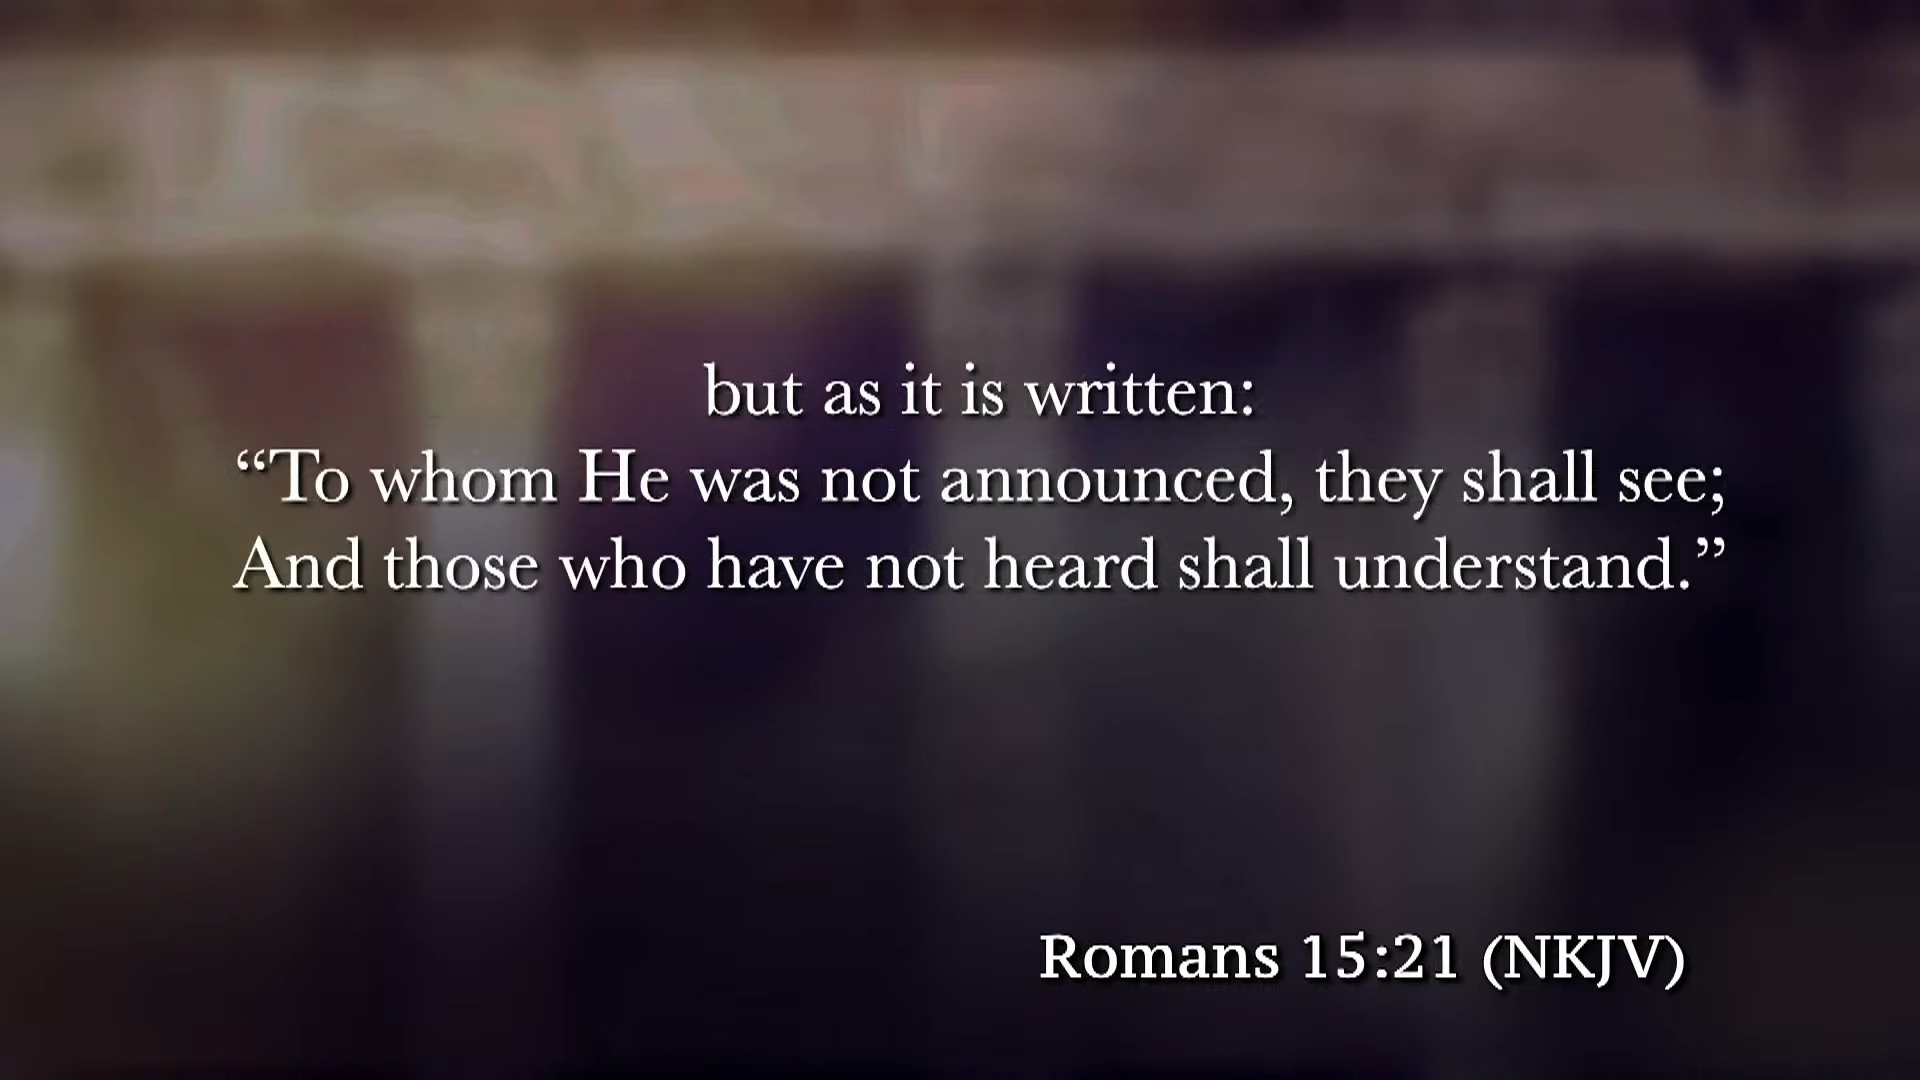 but as it is written:
“To whom He was not announced, they shall see;
And those who have not heard shall understand.”
Romans 15:21 (NKJV)